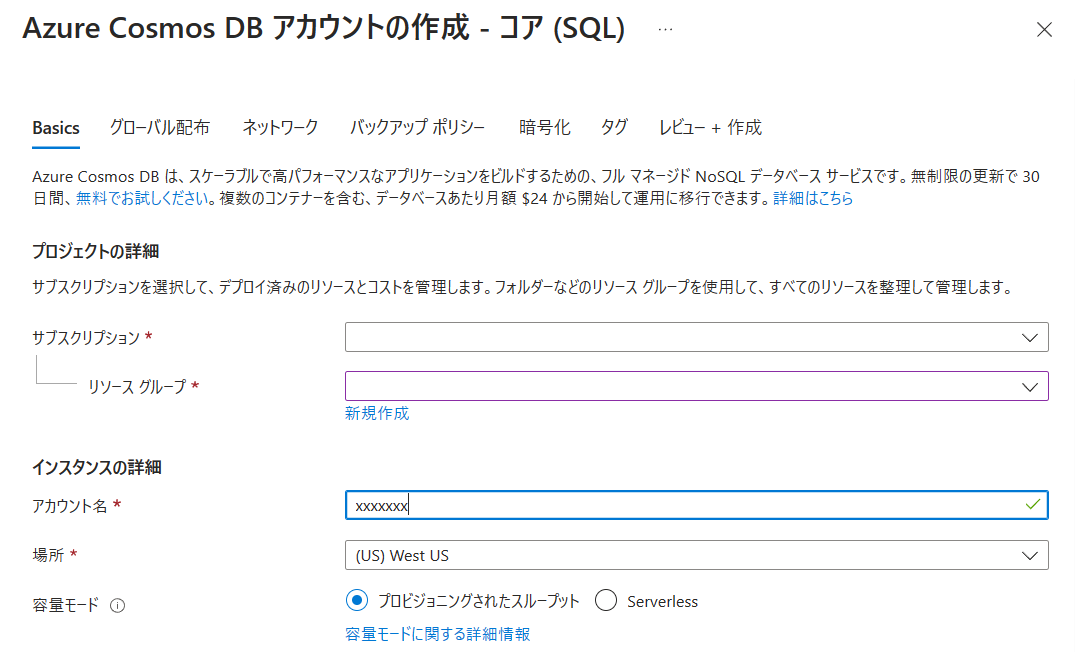 Azure Cosmos DB アカウントの作成 - コア (SQL) ...
Basics グローバル配布 ネットワーク バックアップ ポリシー 暗号化 タグ レビュー + 作成
Azure Cosmos DB は、スケーラブルで高パフォーマンスなアプリケーションをビルドするための、フル マネージド NoSQL データベース サービスです。無制限の更新で 30
日間、無料でお試しください。複数のコンテナーを含む、データベースあたり月額 $24 から開始して運用に移行できます。詳細はこちら
プロジェクトの詳細
サブスクリプションを選択して、デプロイ済みのリソースとコストを管理します。フォルダーなどのリソース グループを使用して、すべてのリソースを整理して管理します。
サブスクリプション *
リソース グループ *
新規作成
インスタンスの詳細
アカウント名 * xxxxxxx
場所 * (US) West US
容量モード プロビジョニングされたスループット Serverless
容量モードに関する詳細情報